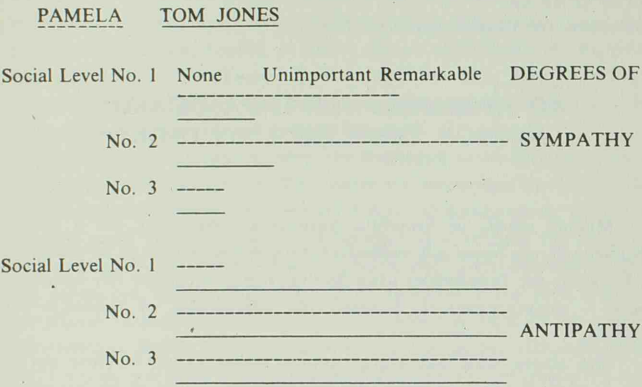 PAMELA TOM JONES
Social Level No. 1 None Unimportant Remarkable DEGREES OF
No. 2 SYMPATHY
No. 3
Social Level No. 1
No. 2
ANTIPATHY
No. 3